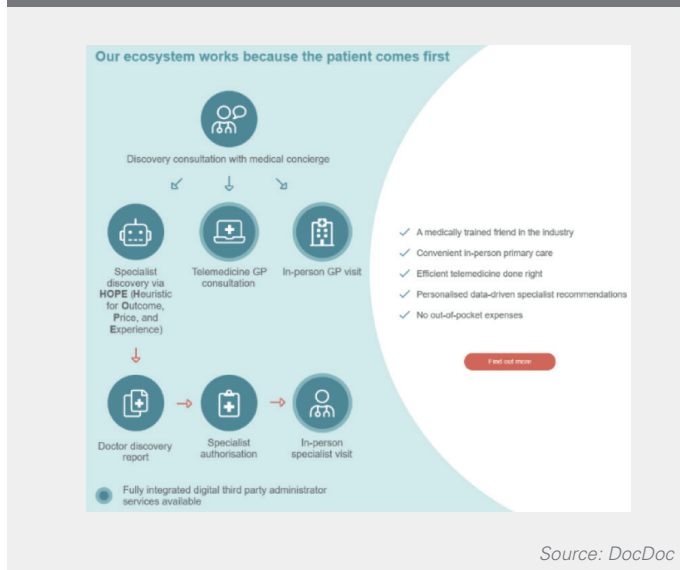 Our ecosystem works because the patient comes first
Discovery consultation with medical concierge
Specialist
discovery via
HOPE (Heuristic
for Outcome,
Price, and
Experience)
Telemedicine GP
consultation
In-person GP visit
Doctor discovery
report
Specialist
authorisation
In-person
specialist visit
Fully integrated digital third party administrator
services available
A medically trained friend in the industry
Convenient in-person primary care
Efficient telemedicine done right
Personalised data-driven specialist recommendations
No out-of-pocket expenses
Find out more
Source: DocDoc